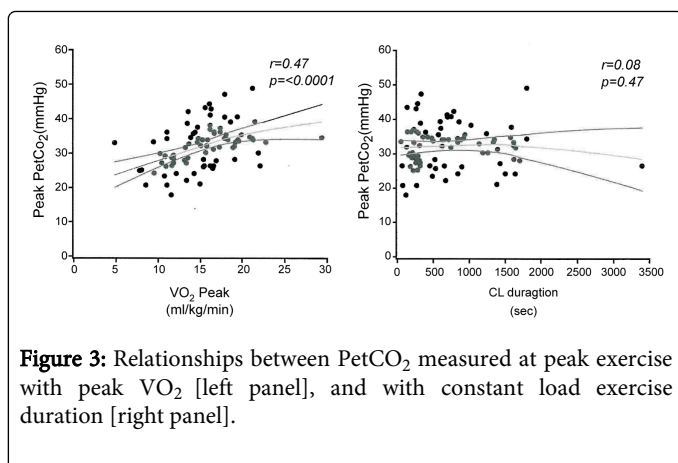 r=0.47
p=<0.0001
Peak PetCo₂(mmHg)
60
50
40
30
20
10
0
0
5
10
15
20
25
30
VO₂ Peak
(ml/kg/min)
r=0.08
p=0.47
Peak PetCo₂(mmHg)
60
50
40
30
20
10
0
0
500
1000
1500
2000
2500
3000
3500
CL duragtion
(sec)
Figure 3: Relationships between PetCO₂ measured at peak exercise
with peak VO₂ [left panel], and with constant load exercise
duration [right panel].